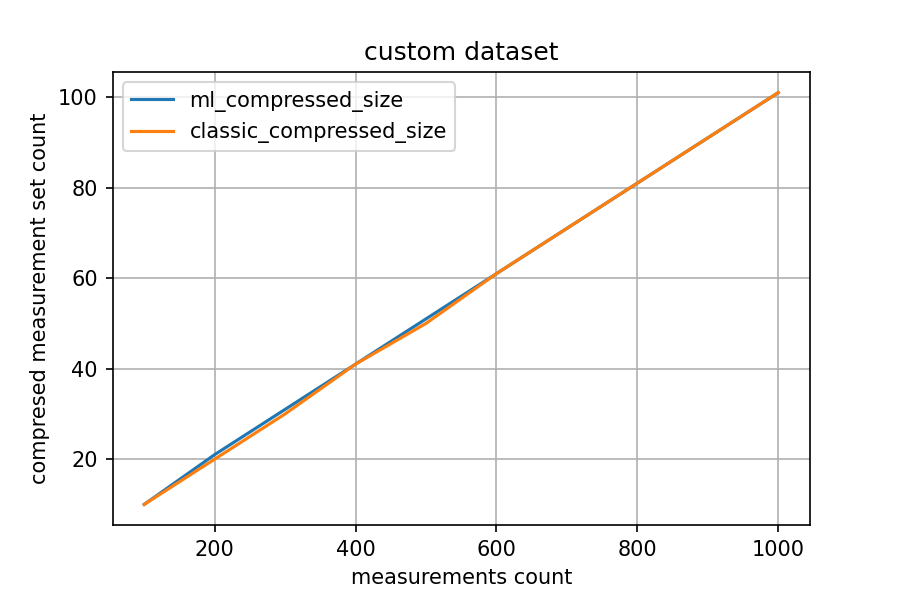 custom dataset
ml_compressed_size
classic_compressed_size
compresed measurement set count
100
80
60
40
20
200
400
600
800
1000
measurements count